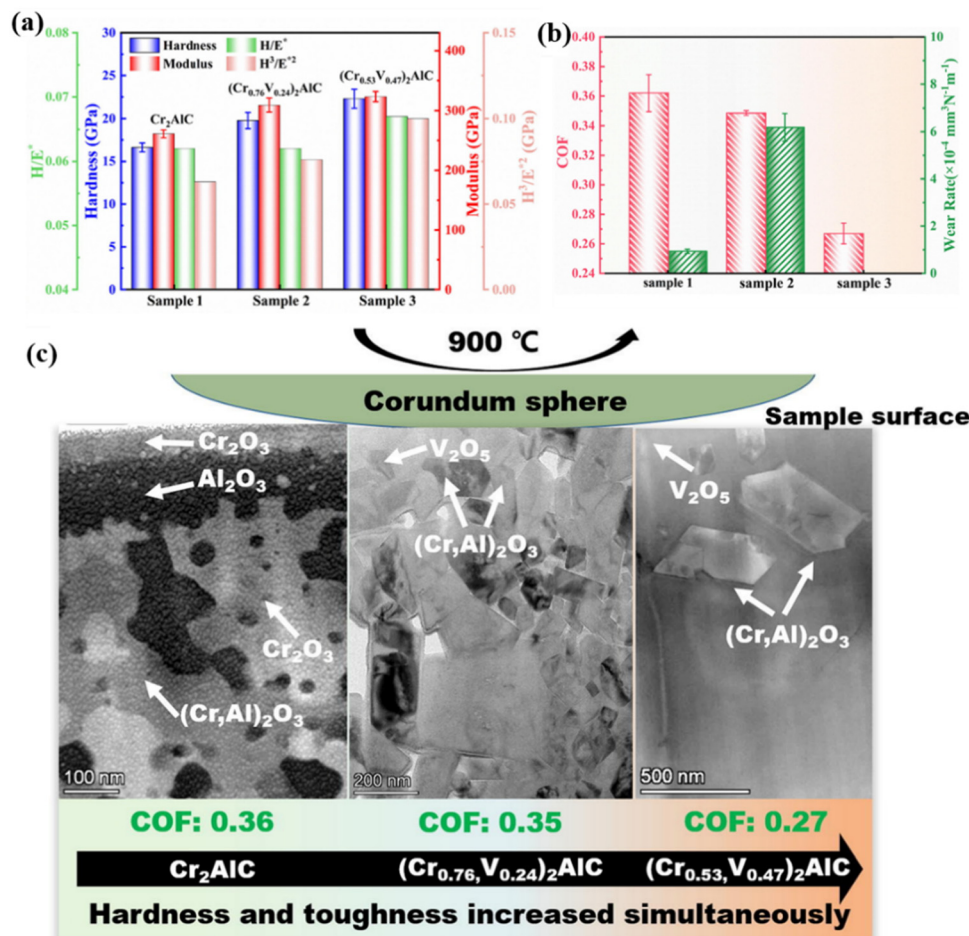 (a)
0.08
0.07
0.06
0.05
0.04
H/E*
30
25
20
15
10
5
0
Hardness (GPa)
Hardness
H/E*
Modulus
H³/E*²
Cr₂AlC
(Cr₀.₇₆V₀.₂₄)₂AlC
(Cr₀.₅₃V₀.₄₇)₂AlC
Sample 1
Sample 2
Sample 3
400
300
200
100
0
Modulus (GPa)
0.15
0.10
0.05
0.00
H³/E*² (GPa)
(b)
0.40
0.38
0.36
0.34
0.32
0.30
0.28
0.26
0.24
COF
sample 1
sample 2
sample 3
10
8
6
4
2
0
Wear Rate(×10⁻⁴ mm³N⁻¹m⁻¹)
(c)
900 ℃
Corundum sphere
Sample surface
Cr₂O₃
Al₂O₃
Cr₂O₃
(Cr,Al)₂O₃
100 nm
V₂O₅
(Cr,Al)₂O₃
200 nm
V₂O₅
(Cr,Al)₂O₃
500 nm
COF: 0.36
COF: 0.35
COF: 0.27
Cr₂AlC
(Cr₀.₇₆,V₀.₂₄)₂AlC
(Cr₀.₅₃,V₀.₄₇)₂AlC
Hardness and toughness increased simultaneously